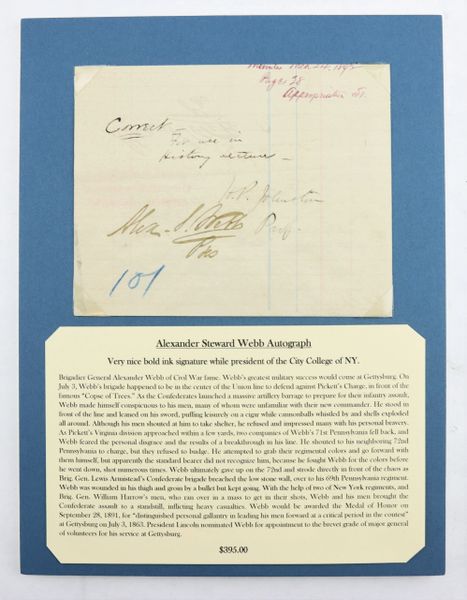 Minutes Mch 24, 1892
Page 28
Appropriation
Correct
For use in
History lecture —
H. P. Johnston
Prof.
Alex. S. Webb
Pres
101
Alexander Steward Webb Autograph
Very nice bold ink signature while president of the City College of NY.
Brigadier General Alexander Webb of Civil War fame. Webb's greatest military success would come at Gettysburg. On
July 3, Webb's brigade happened to be in the center of the Union line to defend against Pickett's Charge, in front of the
famous "Copse of Trees." As the Confederates launched a massive artillery barrage to prepare for their infantry assault,
Webb made himself conspicuous to his men, many of whom were unfamiliar with their new commander. He stood in
front of the line and leaned on his sword, puffing leisurely on a cigar while cannonballs whistled by and shells exploded
all around. Although his men shouted at him to take shelter, he refused and impressed many with his personal bravery.
As Pickett's Virginia division approached within a few yards, two companies of Webb's 71st Pennsylvania fell back, and
Webb feared the personal disgrace and the results of a breakthrough in his line. He shouted to his neighboring 72nd
Pennsylvania to charge, but they refused to budge. He attempted to grab their regimental colors and go forward with
them himself, but apparently the standard bearer did not recognize him, because he fought Webb for the colors before
he went down, shot numerous times. Webb ultimately gave up on the 72nd and strode directly in front of the chaos as
Brig. Gen. Lewis Armistead's Confederate brigade breached the low stone wall, over to his 69th Pennsylvania regiment.
Webb was wounded in his thigh and groin by a bullet but kept going. With the help of two of New York regiments, and
Brig. Gen. William Harrow's men, who ran over in a mass to get in their shots, Webb and his men brought the
Confederate assault to a standstill, inflicting heavy casualties. Webb would be awarded the Medal of Honor on
September 28, 1891, for "distinguished personal gallantry in leading his men forward at a critical period in the contest"
at Gettysburg on July 3, 1863. President Lincoln nominated Webb for appointment to the brevet grade of major general
of volunteers for his service at Gettysburg.
$395.00